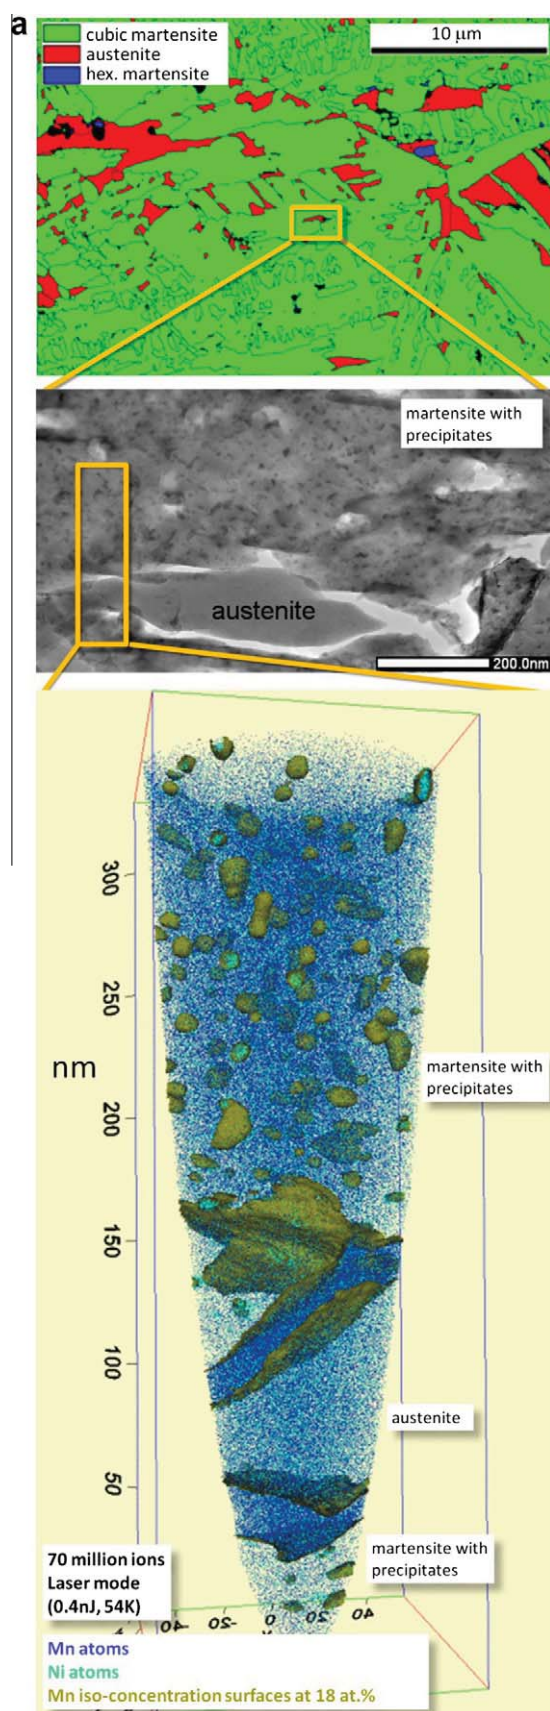 a
cubic martensite
austenite
hex. martensite
10 μm
martensite with
precipitates
austenite
200.0nm
300
250
nm
martensite with
precipitates
200
150
100
austenite
50
martensite with
precipitates
70 million ions
Laser mode
(0.4nJ, 54K)
-40
-20
0
20
40
X
Mn atoms
Ni atoms
Mn iso-concentration surfaces at 18 at.%